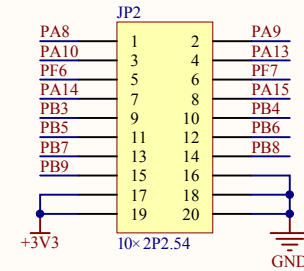 JP2
PA8 1 2 PA9
PA10 3 4 PA13
PF6 5 6 PF7
PA14 7 8 PA15
PB3 9 10 PB4
PB5 11 12 PB6
PB7 13 14 PB8
PB9 15 16
17 18
19 20
+3V3 10×2P2.54
GND